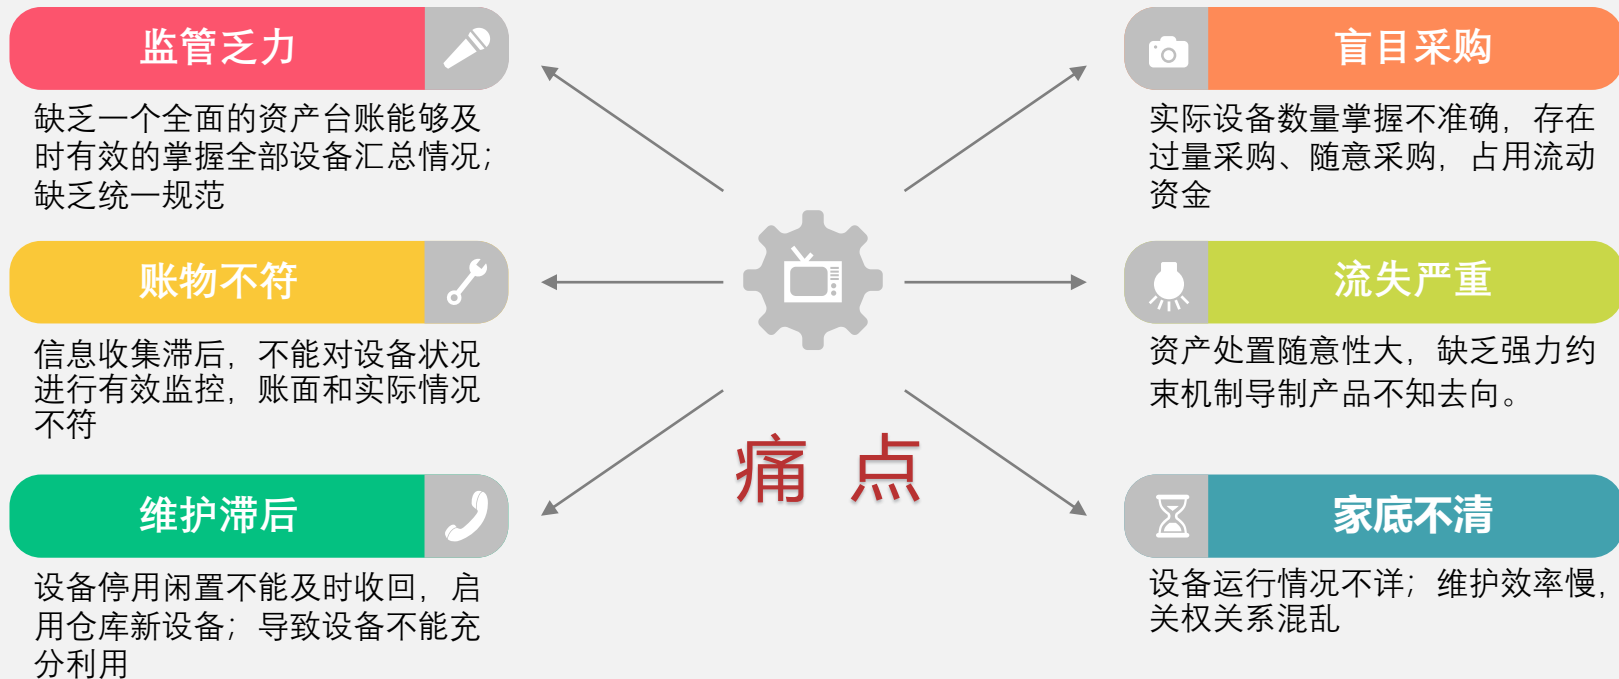 监管乏力
缺乏一个全面的资产台账能够及
时有效的掌握全部设备汇总情况；
缺乏统一规范
账物不符
信息收集滞后，不能对设备状况
进行有效监控，账面和实际情况
不符
维护滞后
设备停用闲置不能及时收回，启
用仓库新设备；导致设备不能充
分利用
痛 点
盲目采购
实际设备数量掌握不准确，存在
过量采购、随意采购，占用流动
资金
流失严重
资产处置随意性大，缺乏强力约
束机制导制产品不知去向。
家底不清
设备运行情况不详；维护效率慢，
关权关系混乱